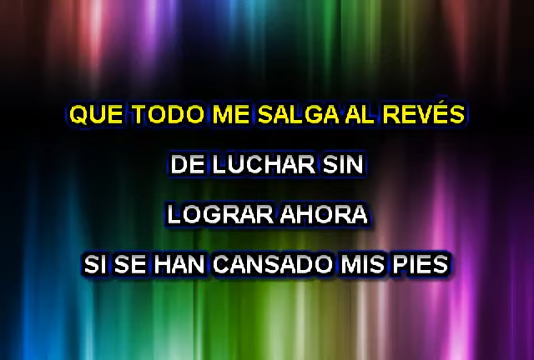 QUE TODO ME SALGA AL REVÉS
DE LUCHAR SIN
LOGRAR AHORA
SI SE HAN CANSADO MIS PIES